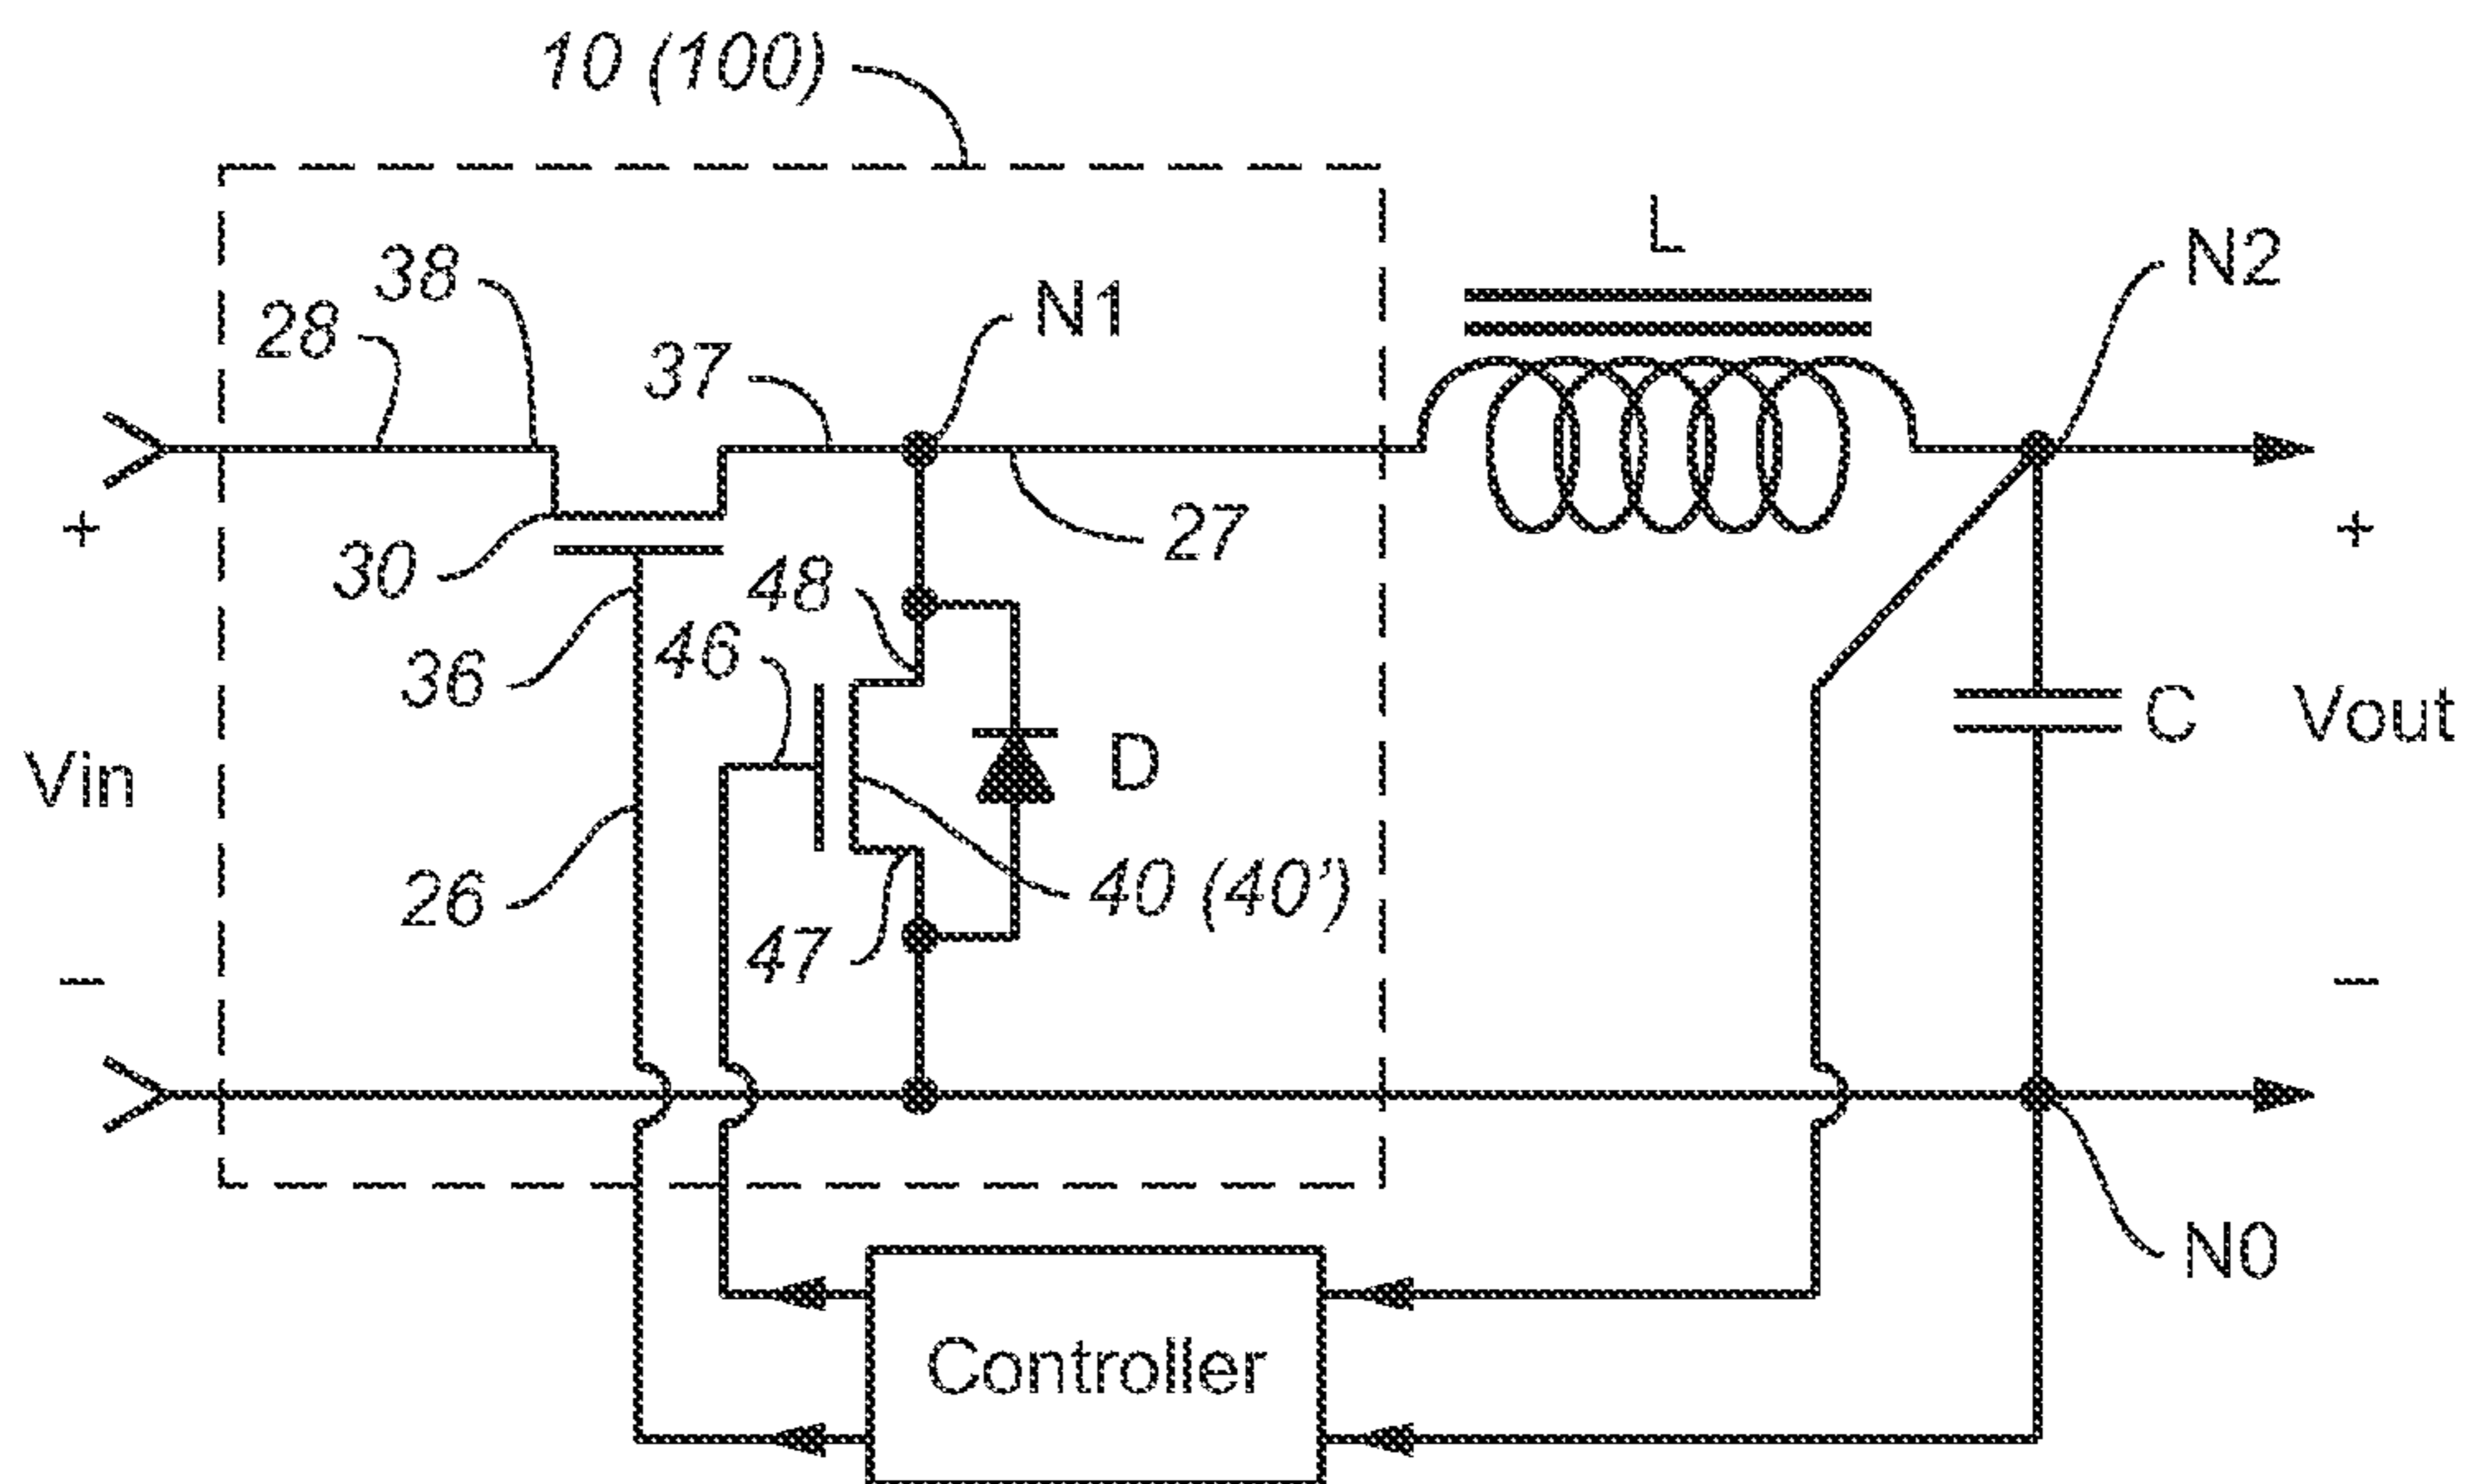 10 (100)
L
N2
38
N1
28
37
+
30
27
+
48
46
36
C
Vout
D
Vin
26
40 (40’)
47
–
–
N0
Controller